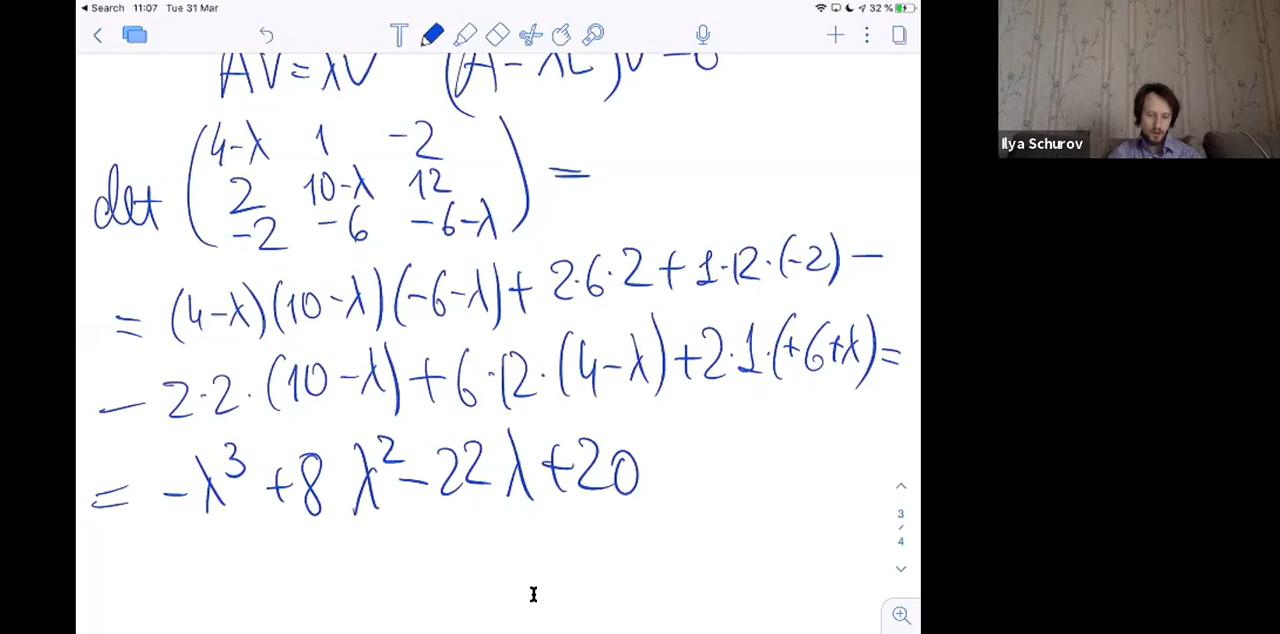 Search 11:07 Tue 31 Mar 32 %
T
AV = λV (A - λE)V = 0
det ( 4-λ 1 -2
2 10-λ 12
-2 -6 -6-λ ) =
= (4-λ)(10-λ)(-6-λ) + 2·6·2 + 1·12·(-2) -
- 2·2·(10-λ) + 6·12·(4-λ) + 2·1·(+6+λ) =
= -λ³ + 8λ² - 22λ + 20
Ilya Schurov
3
/
4